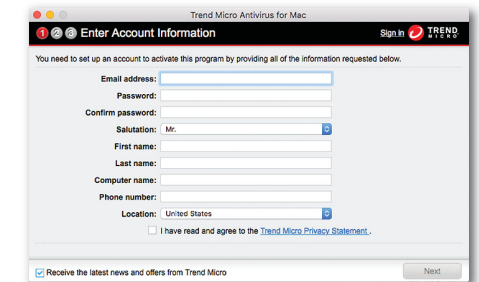 Trend Micro Antivirus for Mac
1 2 3 Enter Account Information
Sign in
TREND
MICRO
You need to set up an account to activate this program by providing all of the information requested below.
Email address:
Password:
Confirm password:
Salutation: Mr.
First name:
Last name:
Computer name:
Phone number:
Location: United States
I have read and agree to the Trend Micro Privacy Statement .
Receive the latest news and offers from Trend Micro
Next